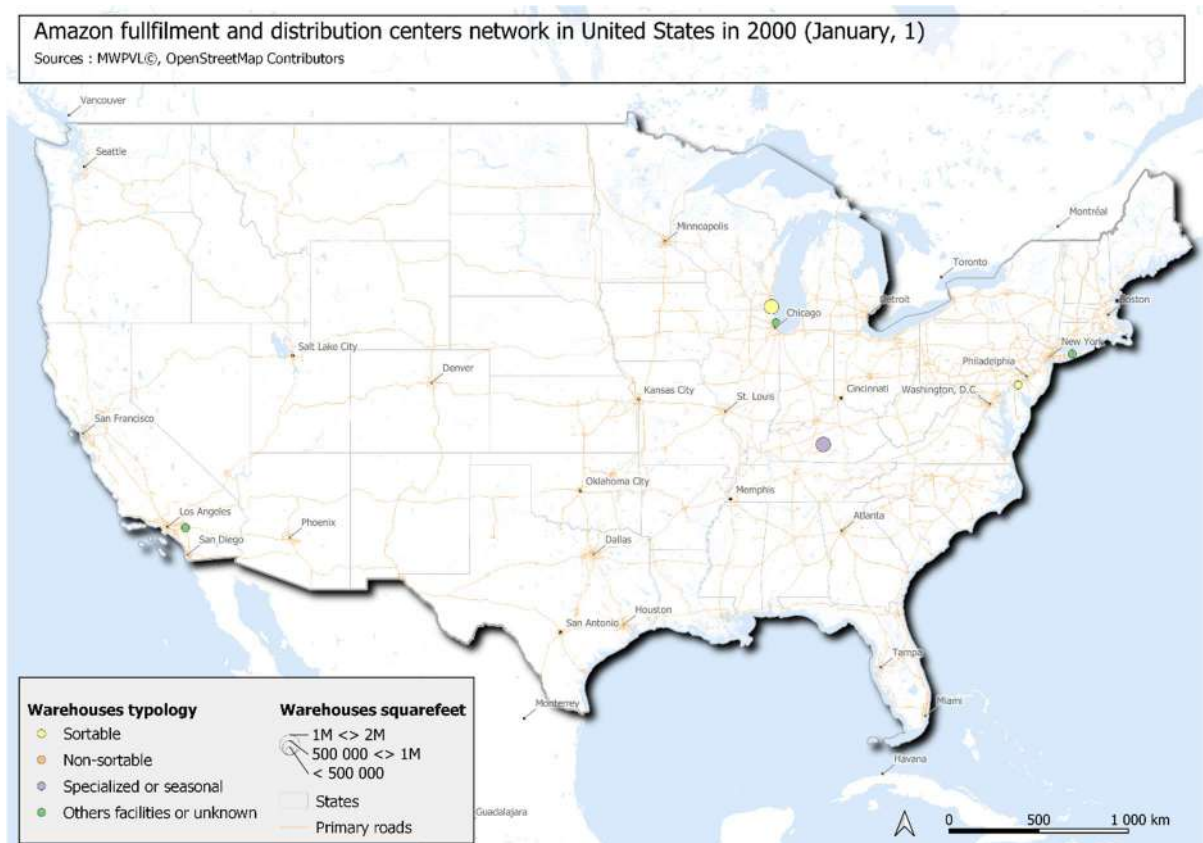 Amazon fullfilment and distribution centers network in United States in 2000 (January, 1)
Sources : MWPVL©, OpenStreetMap Contributors
Vancouver
Seattle
Montréal
Minneapolis
Toronto
Detroit
Boston
Chicago
Salt Lake City
New York
Denver
Philadelphia
Kansas City
Cincinnati
Washington, D.C.
St. Louis
San Francisco
Oklahoma City
Memphis
Los Angeles
Phoenix
Atlanta
San Diego
Dallas
San Antonio
Houston
Tampa
Monterrey
Miami
Havana
Guadalajara
Warehouses typology
Sortable
Non-sortable
Specialized or seasonal
Others facilities or unknown
Warehouses squarefeet
1M <> 2M
500 000 <> 1M
< 500 000
States
Primary roads
0 500 1 000 km